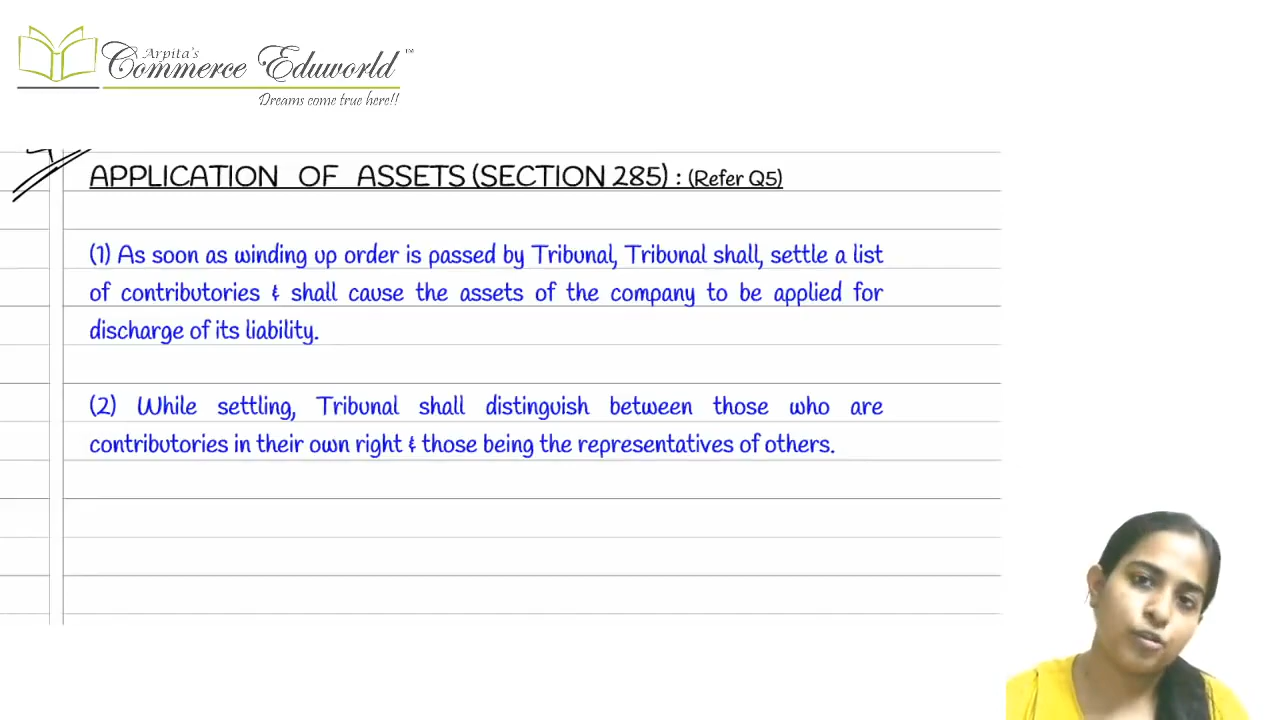 Arpita's
Commerce Eduworld™
Dreams come true here!!
APPLICATION OF ASSETS (SECTION 285) : (Refer Q5)
(1) As soon as winding up order is passed by Tribunal, Tribunal shall, settle a list
of contributories & shall cause the assets of the company to be applied for
discharge of its liability.
(2) While settling, Tribunal shall distinguish between those who are
contributories in their own right & those being the representatives of others.